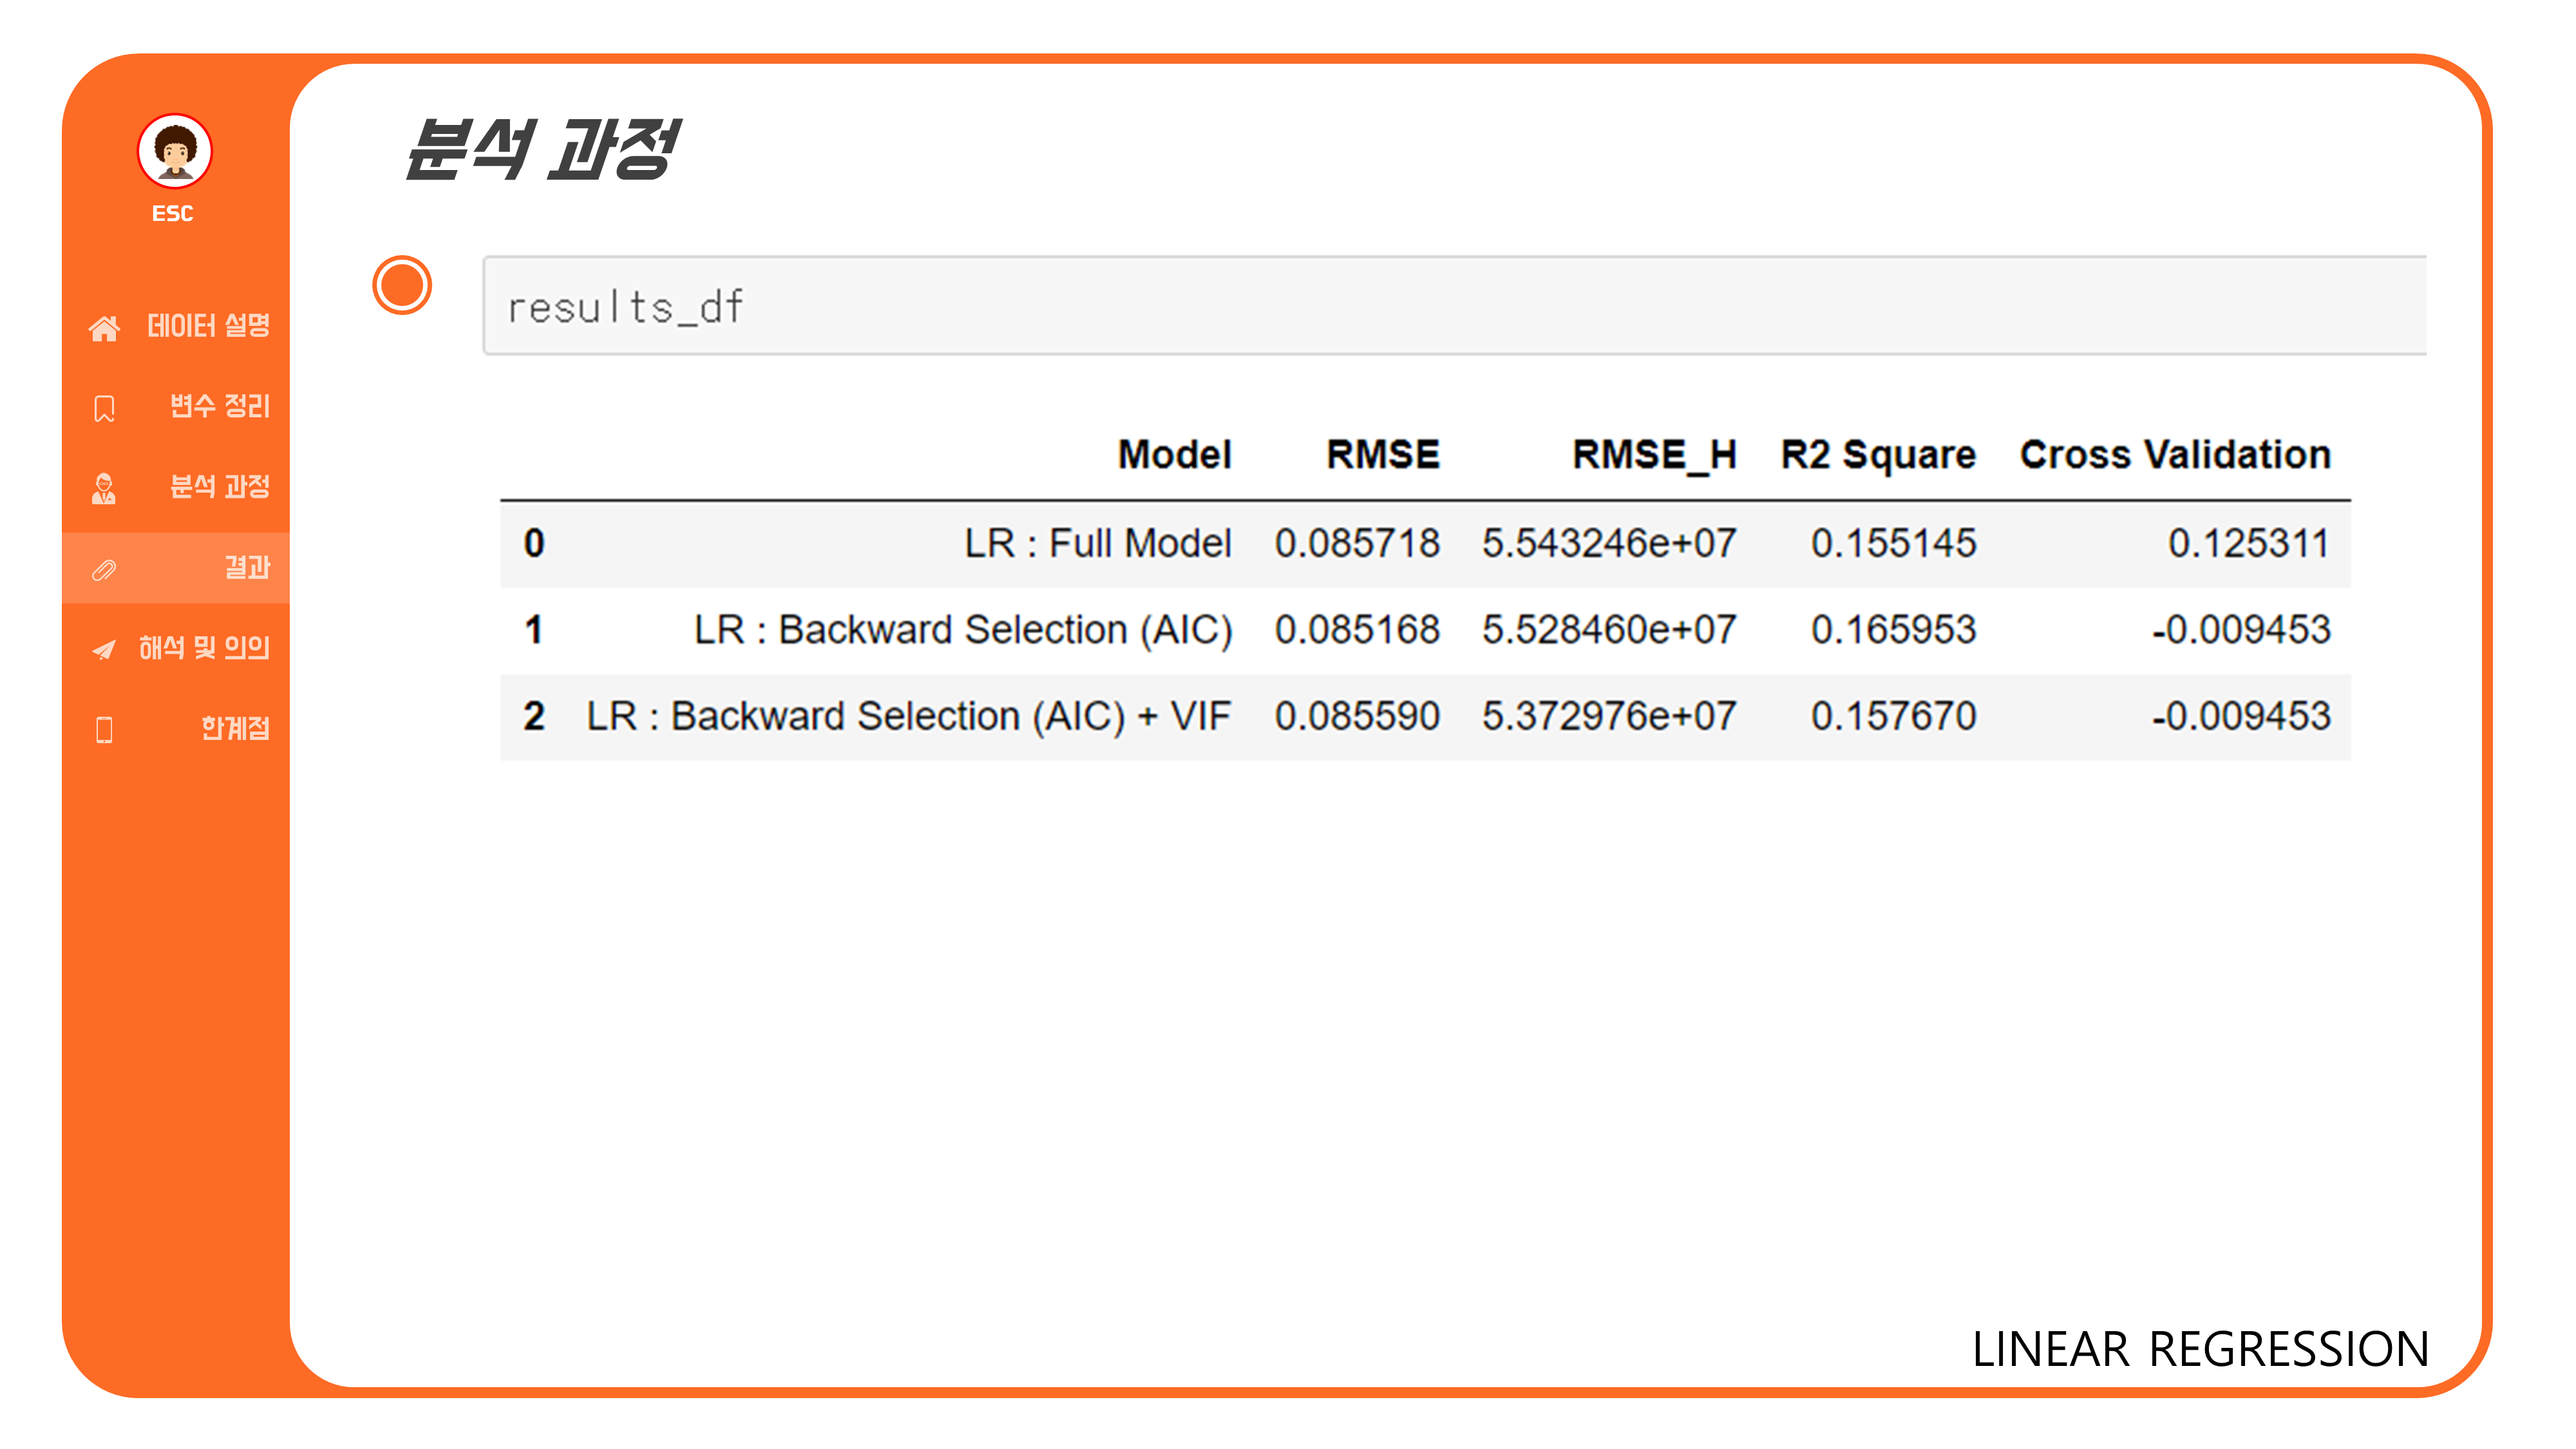 ESC
데이터 설명
변수 정리
분석 과정
결과
해석 및 의의
한계점
분석 과정
results_df
Model RMSE RMSE_H R2 Square Cross Validation
0 LR : Full Model 0.085718 5.543246e+07 0.155145 0.125311
1 LR : Backward Selection (AIC) 0.085168 5.528460e+07 0.165953 -0.009453
2 LR : Backward Selection (AIC) + VIF 0.085590 5.372976e+07 0.157670 -0.009453
LINEAR REGRESSION